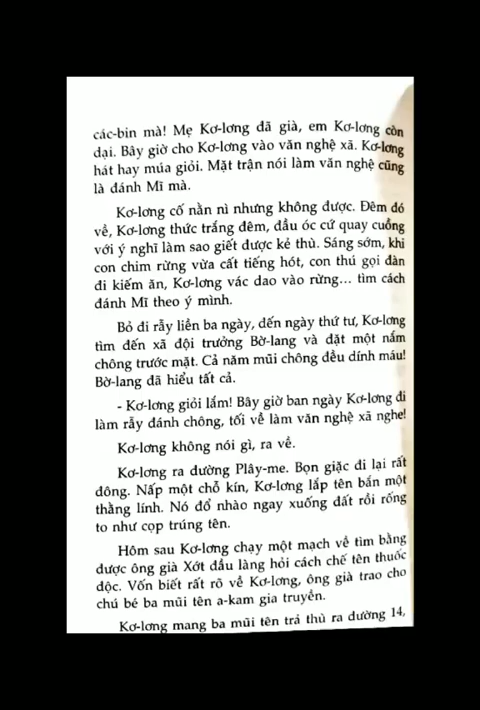 các-bin mà! Mẹ Kơ-lơng đã già, em Kơ-lơng còn
dại. Bây giờ cho Kơ-lơng vào văn nghệ xã. Kơ-lơng
hát hay múa giỏi. Mặt trận nói làm văn nghệ cũng
là đánh Mĩ mà.
Kơ-lơng cố nằn nì nhưng không được. Đêm đó
về, Kơ-lơng thức trắng đêm, đầu óc cứ quay cuồng
với ý nghĩ làm sao giết được kẻ thù. Sáng sớm, khi
con chim rừng vừa cất tiếng hót, con thú gọi đàn
đi kiếm ăn, Kơ-lơng vác dao vào rừng... tìm cách
đánh Mĩ theo ý mình.
Bỏ đi rẫy liền ba ngày, đến ngày thứ tư, Kơ-lơng
tìm đến xã đội trưởng Bờ-lang và đặt một nắm
chông trước mặt. Cả năm mũi chông đều dính máu!
Bờ-lang đã hiểu tất cả.
- Kơ-lơng giỏi lắm! Bây giờ ban ngày Kơ-lơng đi
làm rẫy đánh chông, tối về làm văn nghệ xã nghe!
Kơ-lơng không nói gì, ra về.
Kơ-lơng ra đường Plây-me. Bọn giặc đi lại rất
đông. Nấp một chỗ kín, Kơ-lơng lắp tên bắn một
thằng lính. Nó đổ nhào ngay xuống đất rồi rống
to như cọp trúng tên.
Hôm sau Kơ-lơng chạy một mạch về tìm bằng
được ông già Xớt đầu làng hỏi cách chế tên thuốc
độc. Vốn biết rất rõ về Kơ-lơng, ông già trao cho
chú bé ba mũi tên a-kam gia truyền.
Kơ-lơng mang ba mũi tên trả thù ra đường 14,